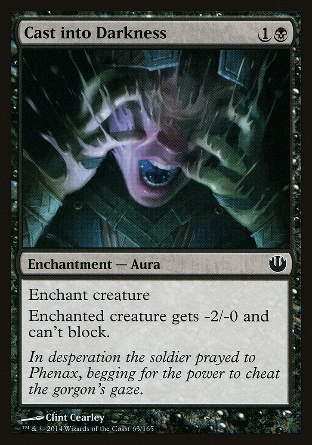 Cast into Darkness 1
Enchantment — Aura
Enchant creature
Enchanted creature gets -2/-0 and
can't block.
In desperation the soldier prayed to
Phenax, begging for the power to cheat
the gorgon's gaze.
Clint Cearley
™ & © 2014 Wizards of the Coast 65/165